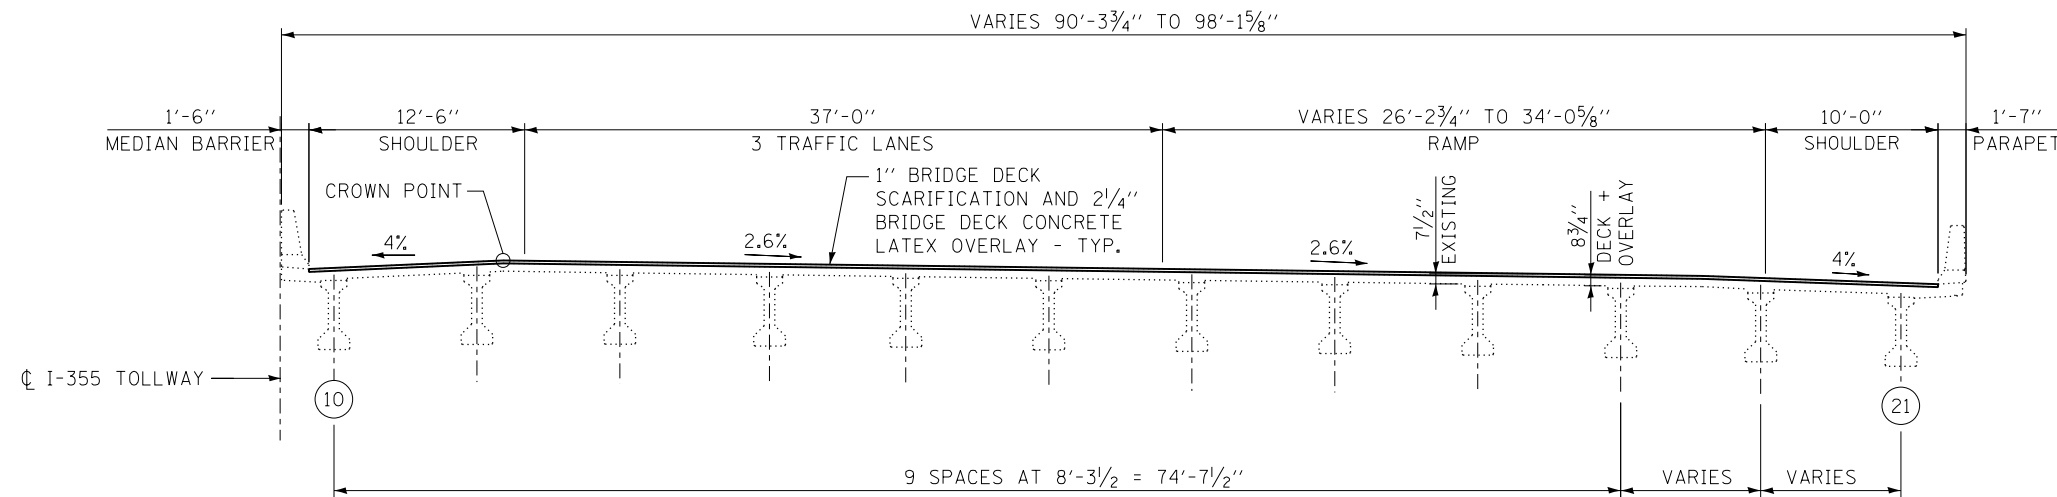 VARIES 90'-3¾" TO 98'-1⅝"
1'-6"
MEDIAN BARRIER
12'-6"
SHOULDER
37'-0"
3 TRAFFIC LANES
VARIES 26'-2¾" TO 34'-0⅝"
RAMP
10'-0"
SHOULDER
1'-7"
PARAPET
CROWN POINT
1" BRIDGE DECK
SCARIFICATION AND 2¼"
BRIDGE DECK CONCRETE
LATEX OVERLAY - TYP.
7½"
EXISTING
8¾"
DECK +
OVERLAY
4%
2.6%
2.6%
4%
℄ I-355 TOLLWAY
10
21
9 SPACES AT 8'-3½ = 74'-7½"
VARIES
VARIES